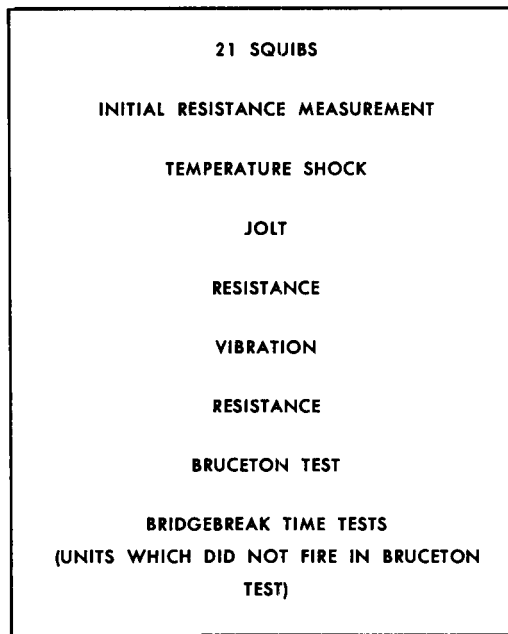 21 SQUIBS
INITIAL RESISTANCE MEASUREMENT
TEMPERATURE SHOCK
JOLT
RESISTANCE
VIBRATION
RESISTANCE
BRUCETON TEST
BRIDGEBREAK TIME TESTS
(UNITS WHICH DID NOT FIRE IN BRUCETON
TEST)